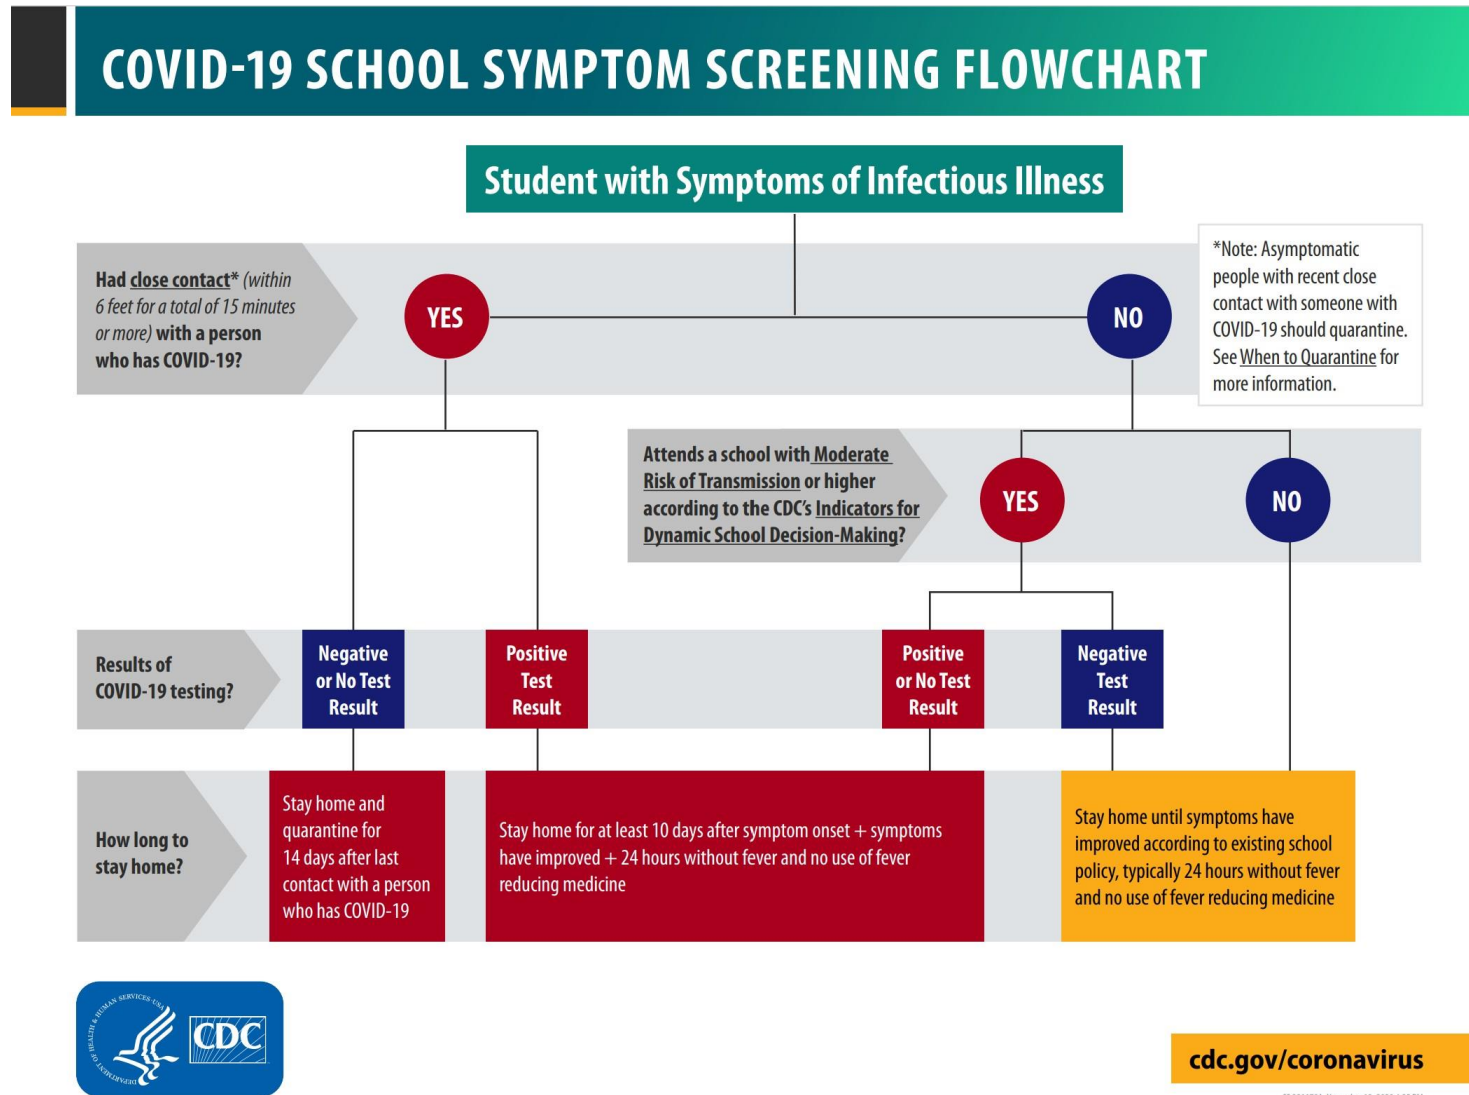 COVID-19 SCHOOL SYMPTOM SCREENING FLOWCHART
Student with Symptoms of Infectious Illness
Had close contact* (within
6 feet for a total of 15 minutes
or more) with a person
who has COVID-19?
YES
NO
*Note: Asymptomatic
people with recent close
contact with someone with
COVID-19 should quarantine.
See When to Quarantine for
more information.
Attends a school with Moderate
Risk of Transmission or higher
according to the CDC's Indicators for
Dynamic School Decision-Making?
YES
NO
Results of
COVID-19 testing?
Negative
or No Test
Result
Positive
Test
Result
Positive
or No Test
Result
Negative
Test
Result
How long to
stay home?
Stay home and
quarantine for
14 days after last
contact with a person
who has COVID-19
Stay home for at least 10 days after symptom onset + symptoms
have improved + 24 hours without fever and no use of fever
reducing medicine
Stay home until symptoms have
improved according to existing school
policy, typically 24 hours without fever
and no use of fever reducing medicine
DEPARTMENT OF HEALTH & HUMAN SERVICES·USA
CDC
cdc.gov/coronavirus